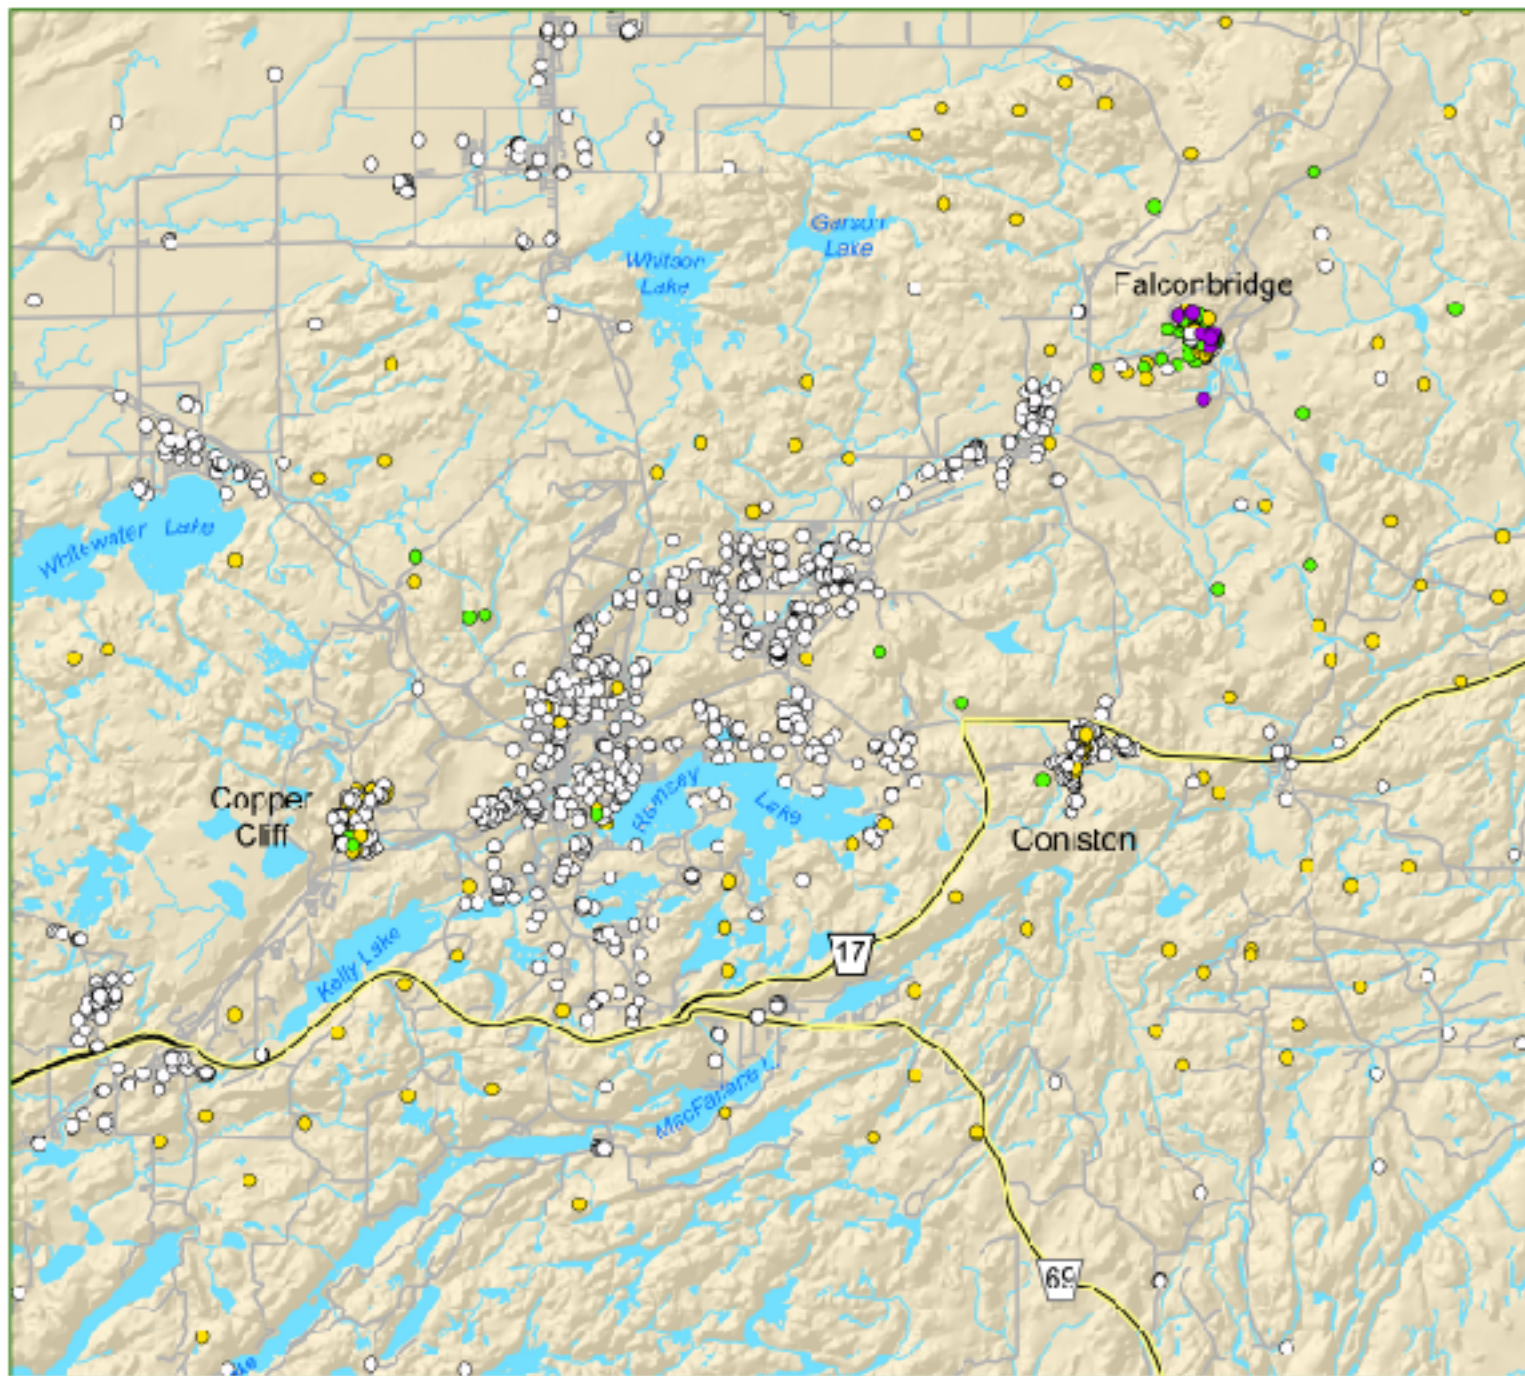 Garson
Lake
Whitson
Lake
Falconbridge
Whitewater Lake
Copper
Cliff
Ramsey
Lake
Coniston
Kelly Lake
17
MacFarlane L.
69